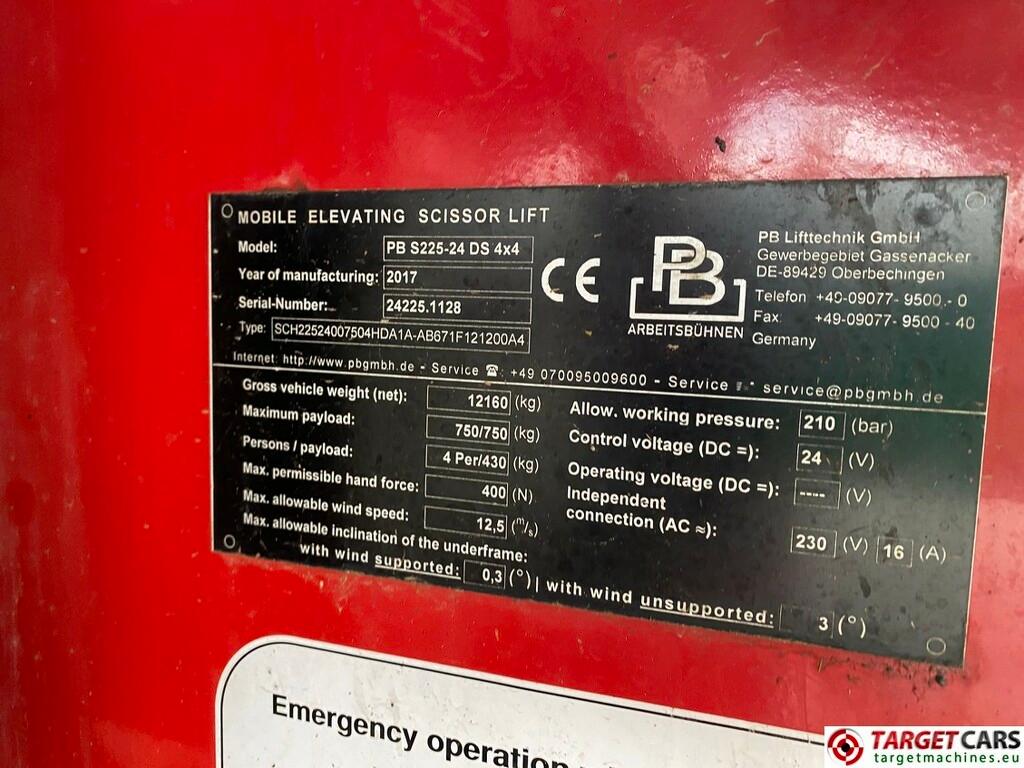 MOBILE ELEVATING SCISSOR LIFT
Model: PB S225-24 DS 4x4
Year of manufacturing: 2017
Serial-Number: 24225.1128
Type: SCH22524007504HDA1A-AB671F121200A4
CE
PB
ARBEITSBÜHNEN
PB Lifttechnik GmbH
Gewerbegebiet Gassenäcker
DE-89429 Oberbechingen
Telefon +49-09077- 9500.- 0
Fax: +49-09077- 9500 - 40
Germany
Internet: http://www.pbgmbh.de - Service ☎: +49 070095009600 - Service service@pbgmbh.de
Gross vehicle weight (net): 12160 (kg)
Maximum payload: 750/750 (kg)
Persons / payload: 4 Per/430 (kg)
Max. permissible hand force: 400 (N)
Max. allowable wind speed: 12,5 (m/s)
Max. allowable inclination of the underframe:
with wind supported: 0,3 (°) | with wind unsupported: 3 (°)
Allow. working pressure: 210 (bar)
Control voltage (DC =): 24 (V)
Operating voltage (DC =): ---- (V)
Independent
connection (AC ≈): 230 (V) 16 (A)
Emergency operation
TARGETCARS
targetmachines.eu